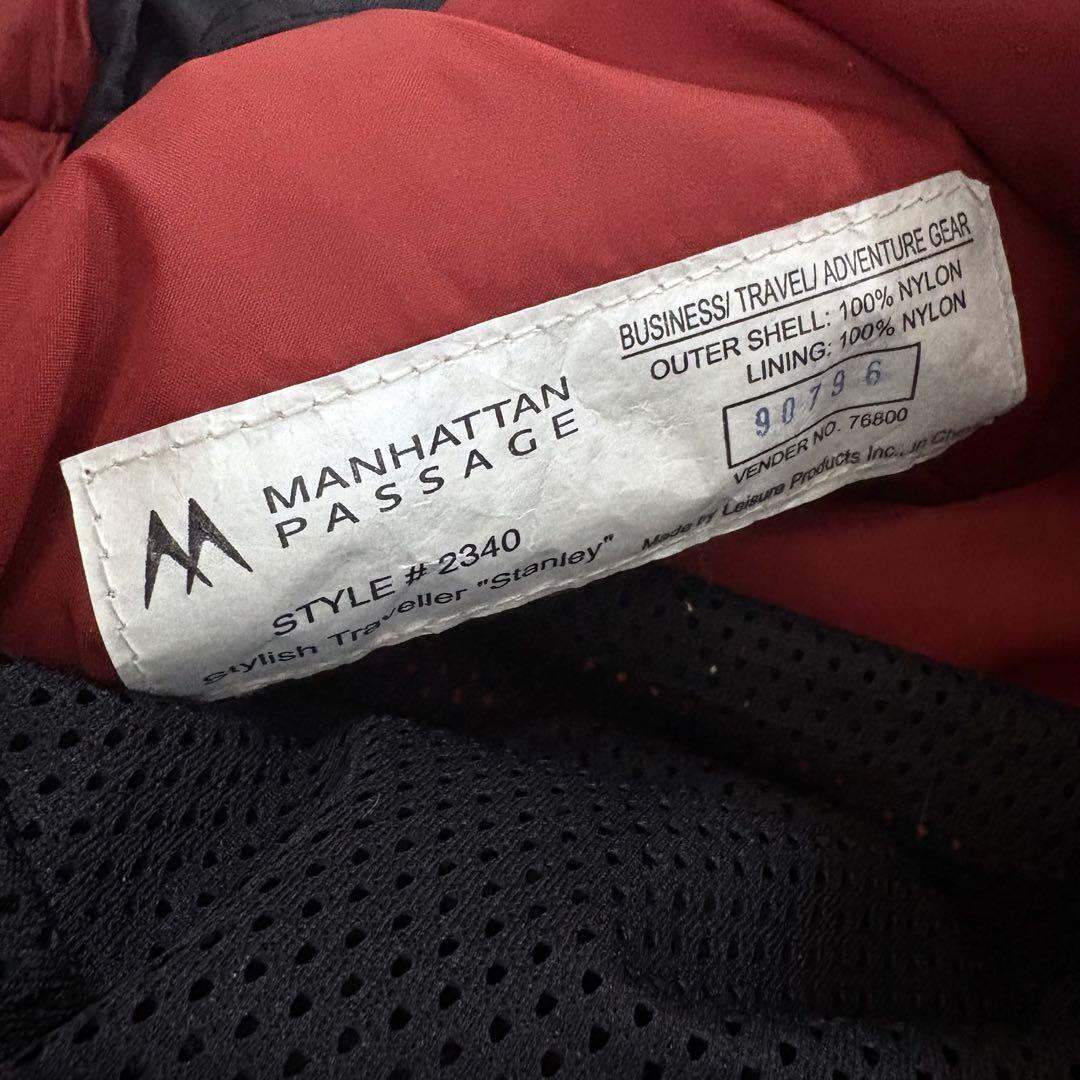 MANHATTAN
PASSAGE
STYLE # 2340
Stylish Traveller "Stanley"
BUSINESS/ TRAVEL/ ADVENTURE GEAR
OUTER SHELL: 100% NYLON
LINING: 100% NYLON
90796
VENDER NO. 76800
Made by Leisure Products Inc., in